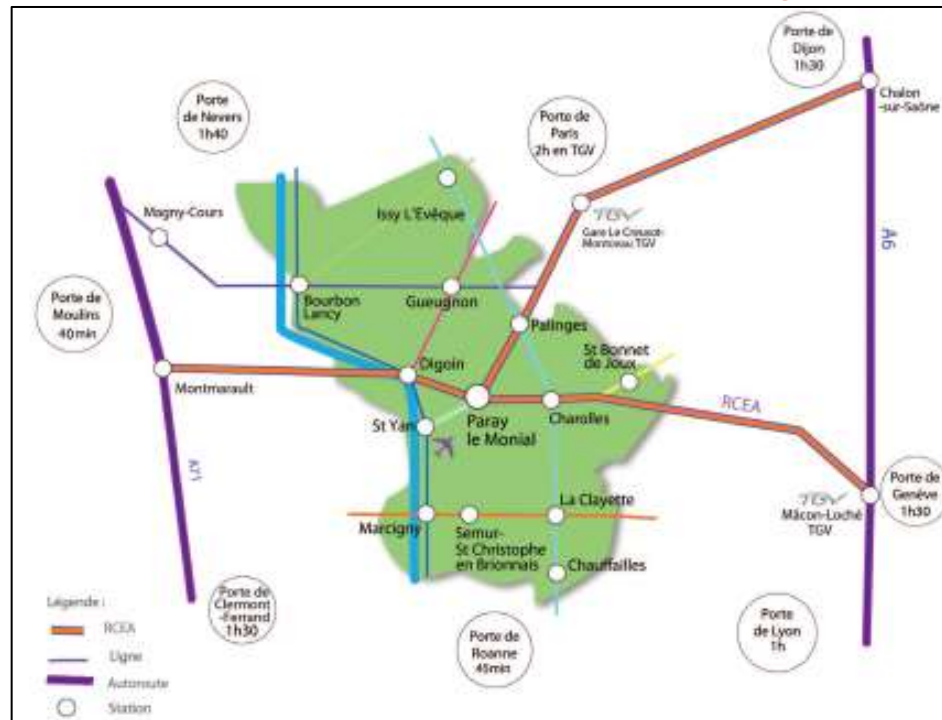 Porte de
Dijon
1h30
Chalon
-sur-Saône
Porte
de Nevers
1h40
Porte de
Paris
2h en TGV
Issy L'Evêque
TGV
Gare Le Creusot-
Montceau TGV
Magny-Cours
A6
Porte de
Moulins
40min
Bourbon
Lancy
Gueugnon
Palinges
St Bonnet
de Joux
Digoin
Montmarault
St Yan
Paray
le Monial
Charolles
RCEA
A71
Porte de
Genève
1h30
TGV
Mâcon-Loché
TGV
Marcigny
La Clayette
Semur-
St Christophe
en Brionnais
Chauffailles
Porte de
Clermont
-Ferrand
1h30
Porte de
Roanne
45min
Porte
de Lyon
1h
Légende :
RCEA
Ligne
Autoroute
Station